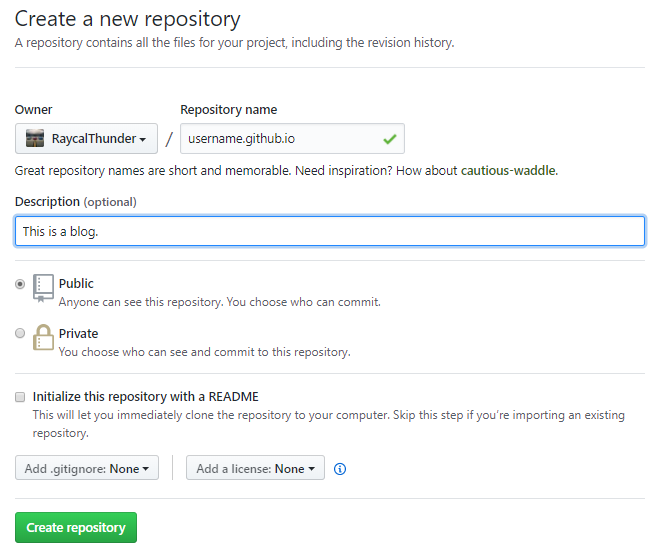 Create a new repository
A repository contains all the files for your project, including the revision history.
Owner Repository name
RaycalThunder / username.github.io
Great repository names are short and memorable. Need inspiration? How about cautious-waddle.
Description (optional)
This is a blog.
Public
Anyone can see this repository. You choose who can commit.
Private
You choose who can see and commit to this repository.
Initialize this repository with a README
This will let you immediately clone the repository to your computer. Skip this step if you’re importing an existing
repository.
Add .gitignore: None Add a license: None
Create repository